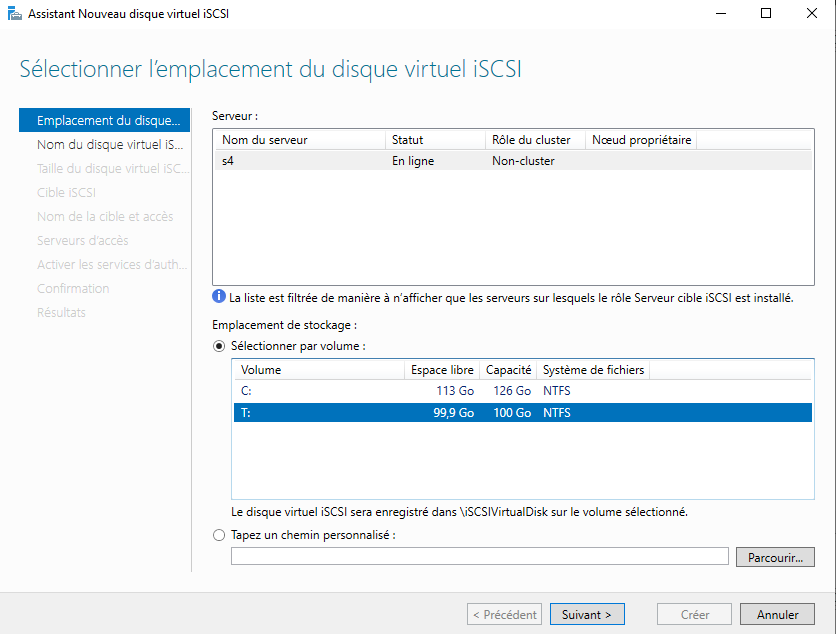 Assistant Nouveau disque virtuel iSCSI
Sélectionner l’emplacement du disque virtuel iSCSI
Emplacement du disque...
Nom du disque virtuel iS...
Taille du disque virtuel iSC...
Cible iSCSI
Nom de la cible et accès
Serveurs d’accès
Activer les services d’auth...
Confirmation
Résultats
Serveur :
Nom du serveur Statut Rôle du cluster Nœud propriétaire
s4 En ligne Non-cluster
La liste est filtrée de manière à n’afficher que les serveurs sur lesquels le rôle Serveur cible iSCSI est installé.
Emplacement de stockage :
Sélectionner par volume :
Volume Espace libre Capacité Système de fichiers
C: 113 Go 126 Go NTFS
T: 99,9 Go 100 Go NTFS
Le disque virtuel iSCSI sera enregistré dans \iSCSIVirtualDisk sur le volume sélectionné.
Tapez un chemin personnalisé :
Parcourir...
< Précédent Suivant > Créer Annuler